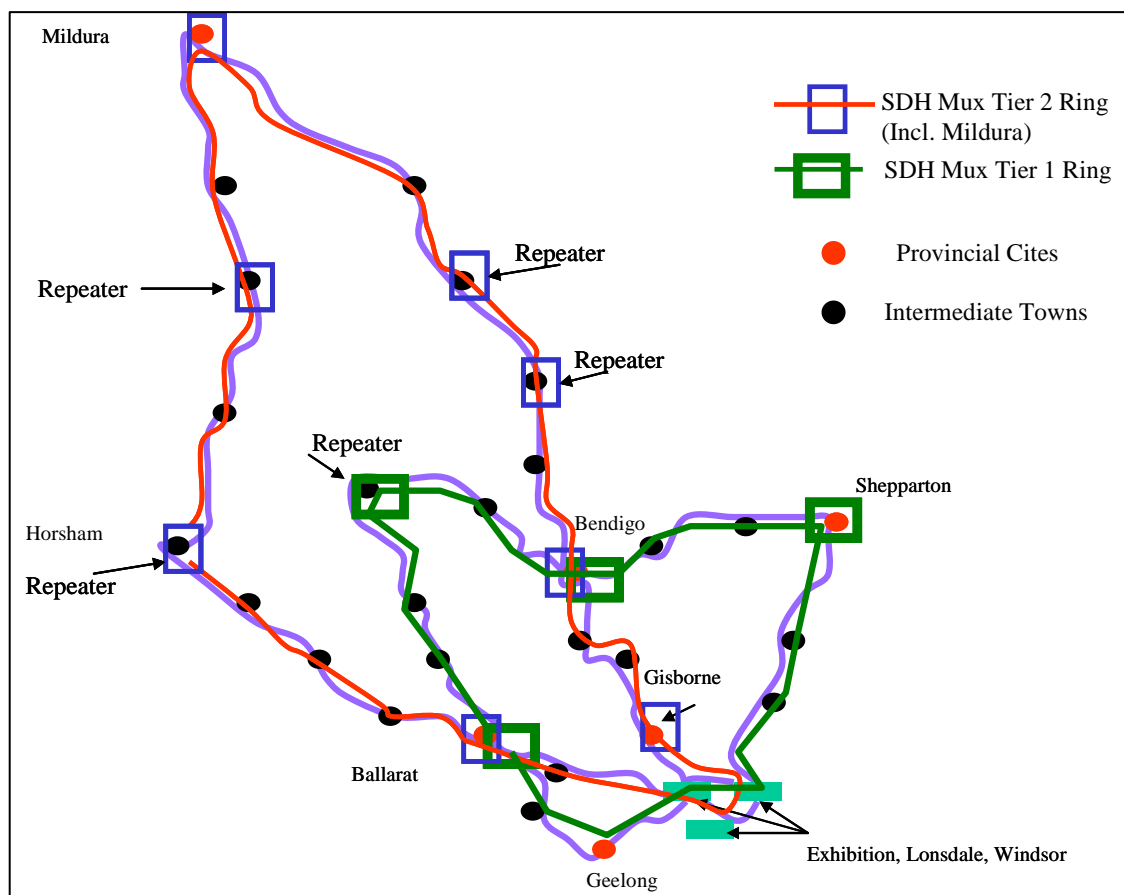 Mildura
SDH Mux Tier 2 Ring
(Incl. Mildura)
SDH Mux Tier 1 Ring
Repeater
Provincial Cites
Repeater
Intermediate Towns
Repeater
Repeater
Shepparton
Bendigo
Horsham
Repeater
Gisborne
Ballarat
Exhibition, Lonsdale, Windsor
Geelong